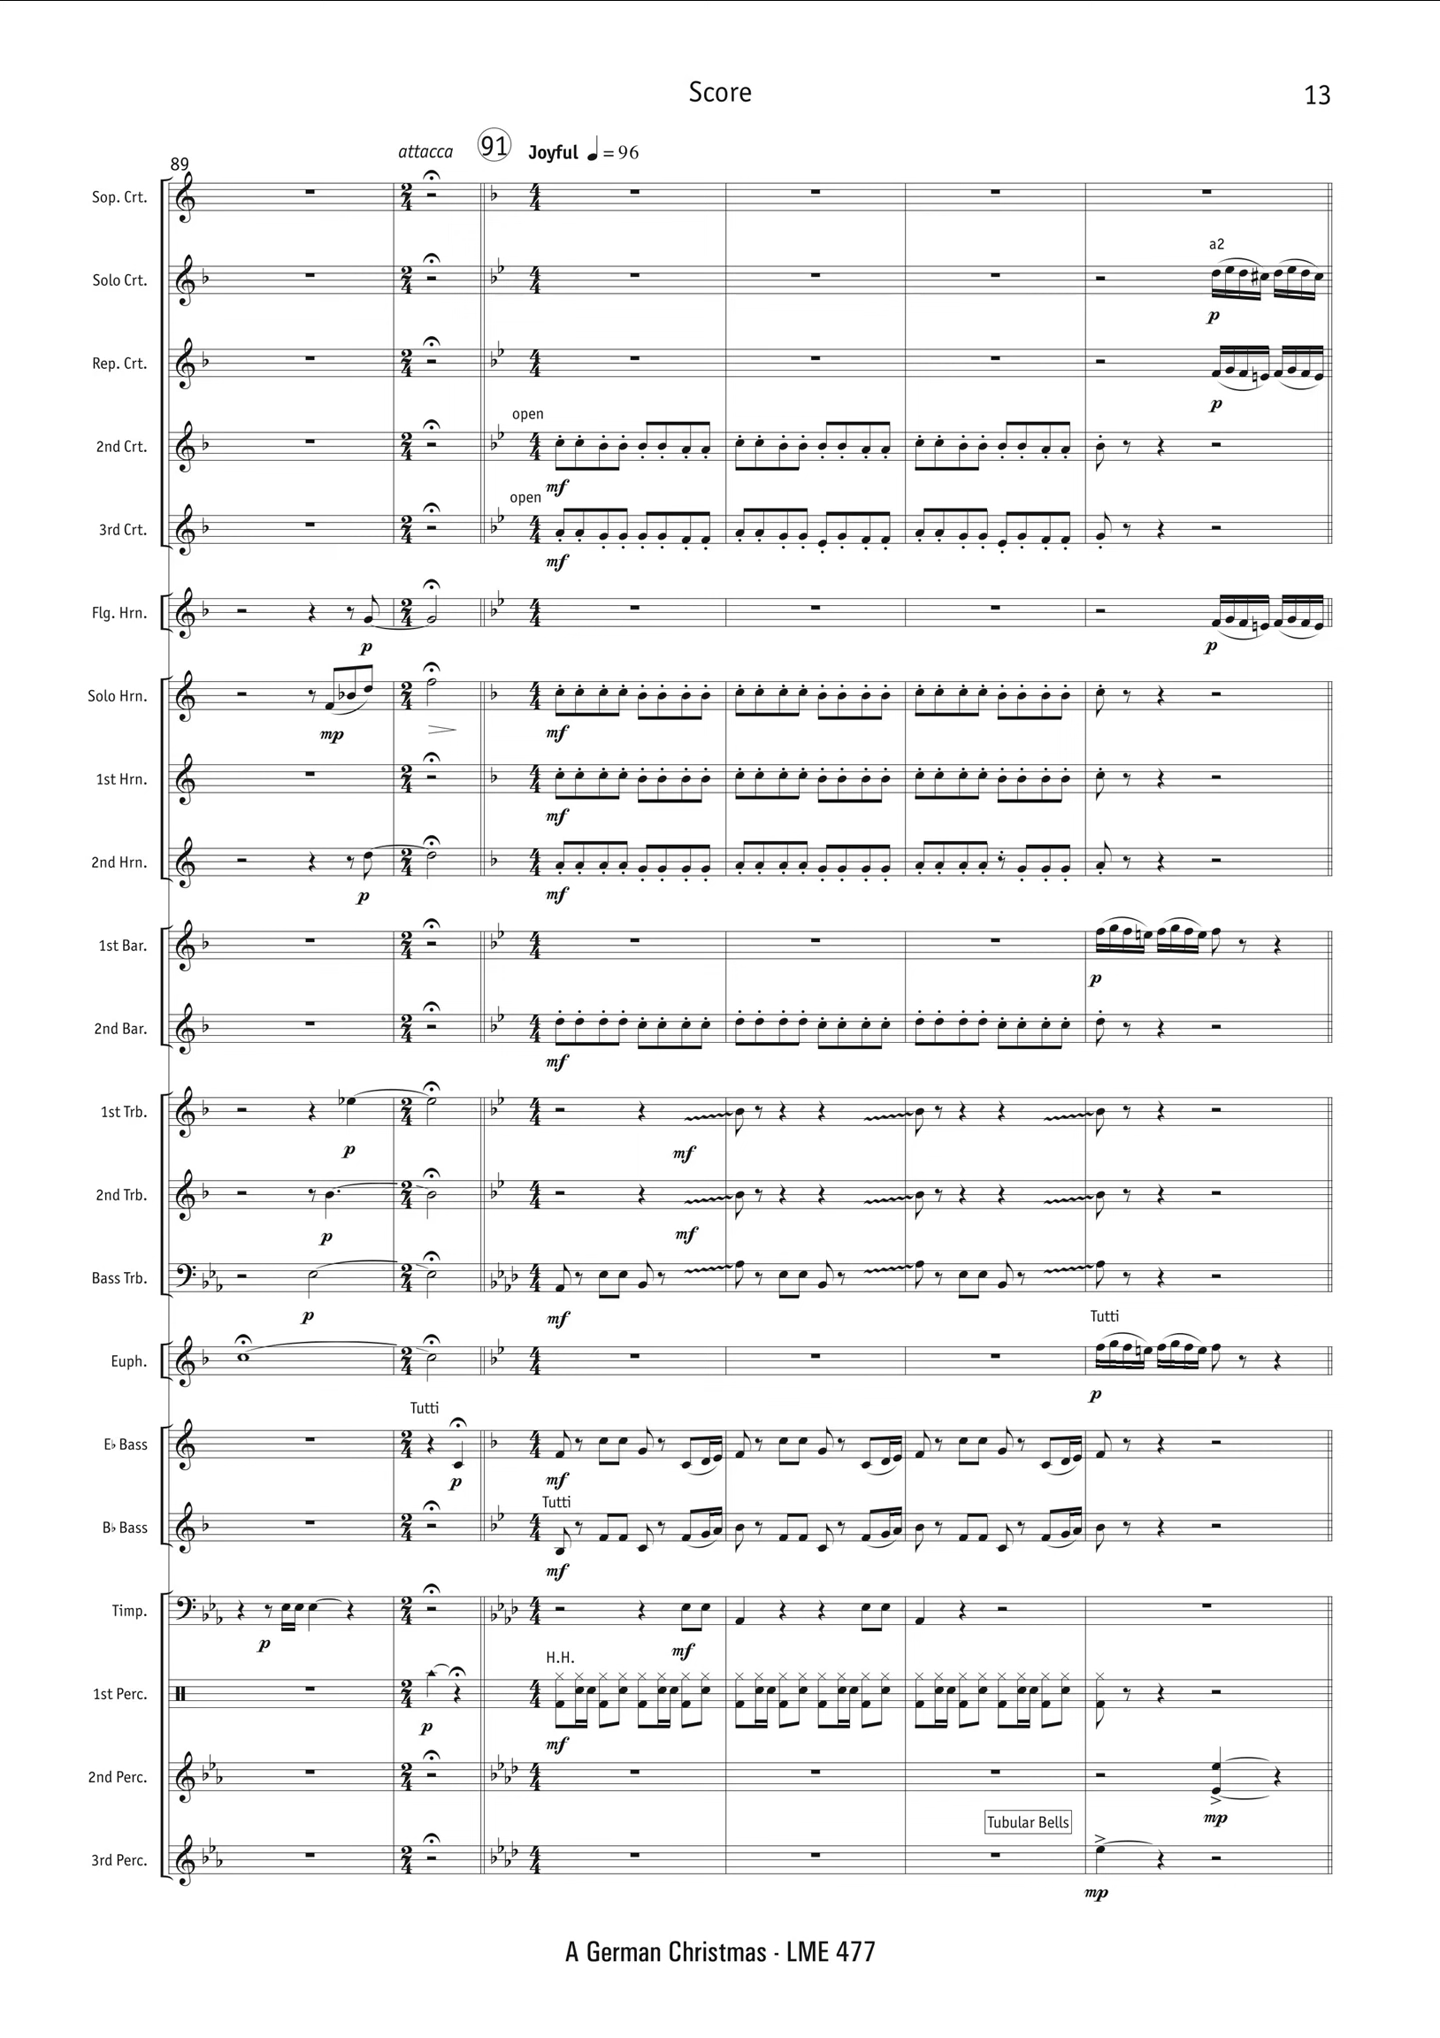 Score
13
89
attacca
91 Joyful ♩ = 96
Sop. Crt.
a2
Solo Crt.
p
Rep. Crt.
p
open
2nd Crt.
mf
open
3rd Crt.
mf
Flg. Hrn.
p p
Solo Hrn.
mp mf
1st Hrn.
mf
2nd Hrn.
p mf
1st Bar.
p
2nd Bar.
mf
1st Trb.
p mf
2nd Trb.
p mf
Bass Trb.
p mf
Tutti
Euph.
p
Tutti
E♭ Bass
p mf
Tutti
B♭ Bass
mf
Timp.
p mf
H.H.
1st Perc.
p mf
2nd Perc.
mp
Tubular Bells
3rd Perc.
mp
A German Christmas - LME 477